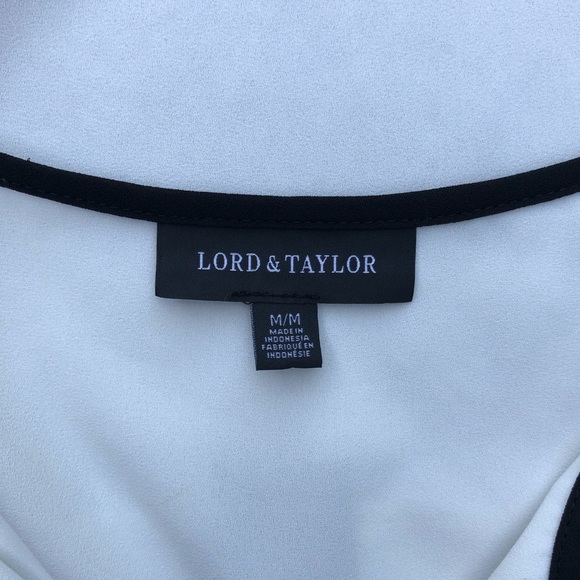 LORD & TAYLOR
M/M
MADE IN
INDONESIA
FABRIQUÉ EN
INDONÉSIE